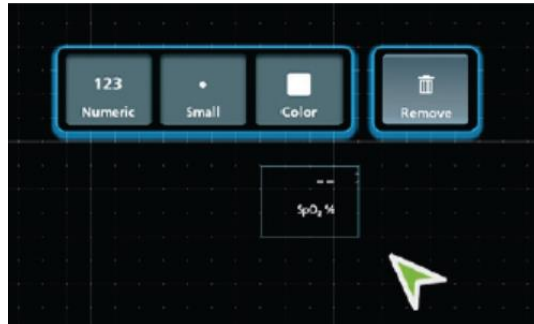 123
Numeric
Small
Color
Remove
--
SpO₂ %